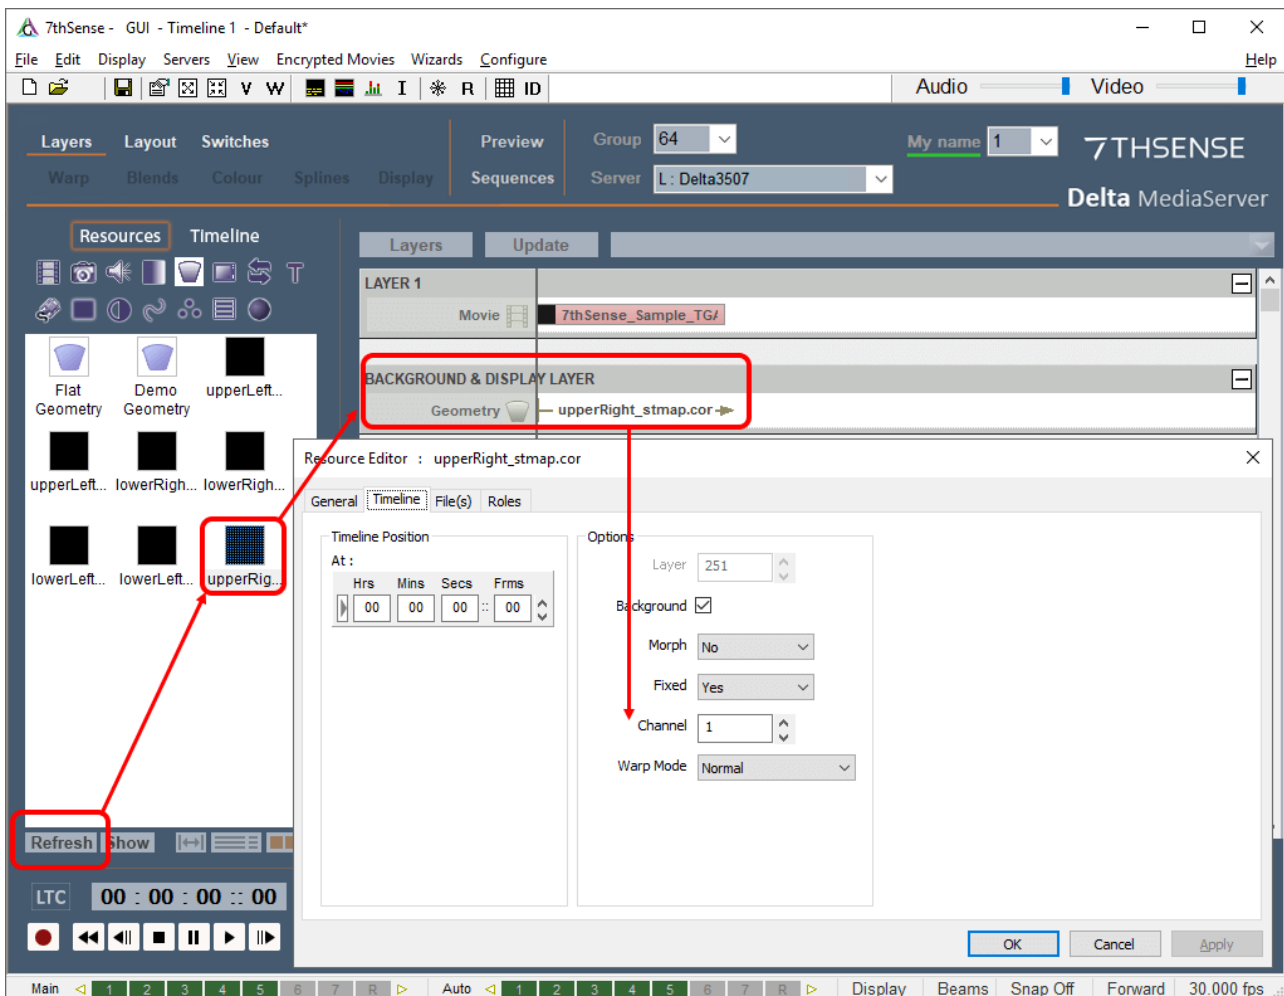 7thSense - GUI - Timeline 1 - Default*
File Edit Display Servers View Encrypted Movies Wizards Configure Help
V W I R ID Audio Video
Layers Layout Switches Preview Group 64 My name 1 7THSENSE
Warp Blends Colour Splines Display Sequences Server L : Delta3507
Delta MediaServer
Resources Timeline
Layers Update
T
LAYER 1
Movie 7thSense_Sample_TGA
BACKGROUND & DISPLAY LAYER
Geometry upperRight_stmap.cor
Flat Geometry
Demo Geometry
upperLeft...
upperLeft... lowerRigh... lowerRigh...
lowerLeft... lowerLeft... upperRig...
Resource Editor : upperRight_stmap.cor
General Timeline File(s) Roles
Timeline Position
At :
Hrs Mins Secs Frms
00 00 00 :: 00
Options
Layer 251
Background
Morph No
Fixed Yes
Channel 1
Warp Mode Normal
OK Cancel Apply
Refresh Show
LTC 00 : 00 : 00 :: 00
Main 1 2 3 4 5 6 7 R Auto 1 2 3 4 5 6 7 R Display Beams Snap Off Forward 30.000 fps